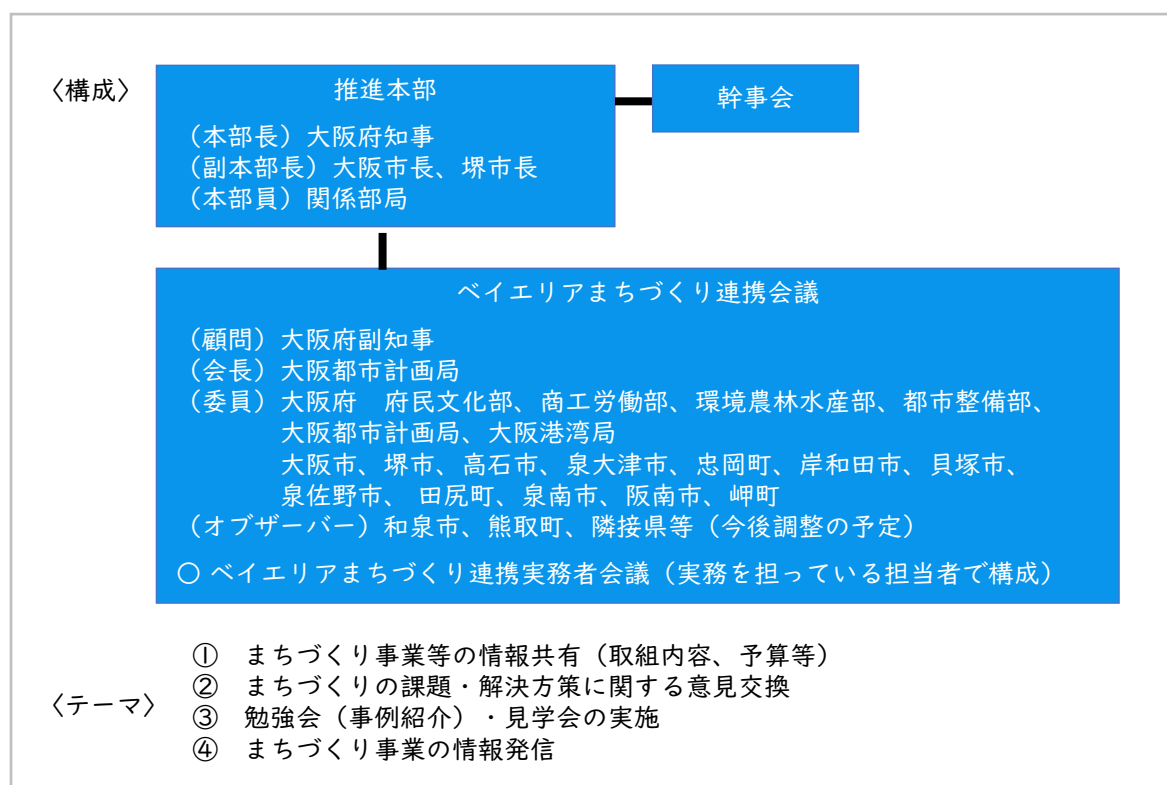 〈構成〉
推進本部
幹事会
(本部長)大阪府知事
(副本部長)大阪市長、堺市長
(本部員)関係部局
ベイエリアまちづくり連携会議
(顧問)大阪府副知事
(会長)大阪都市計画局
(委員)大阪府　府民文化部、商工労働部、環境農林水産部、都市整備部、
大阪都市計画局、大阪港湾局
大阪市、堺市、高石市、泉大津市、忠岡町、岸和田市、貝塚市、
泉佐野市、 田尻町、泉南市、阪南市、岬町
(オブザーバー)和泉市、熊取町、隣接県等(今後調整の予定)
〇 ベイエリアまちづくり連携実務者会議(実務を担っている担当者で構成)
〈テーマ〉
①　まちづくり事業等の情報共有(取組内容、予算等)
②　まちづくりの課題・解決方策に関する意見交換
③　勉強会(事例紹介)・見学会の実施
④　まちづくり事業の情報発信